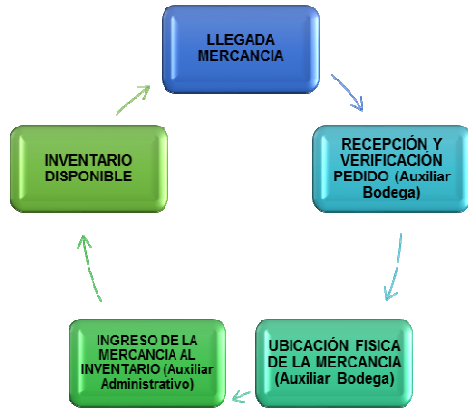 LLEGADA
MERCANCIA
RECEPCIÓN Y
VERIFICACIÓN
PEDIDO (Auxiliar
Bodega)
UBICACIÓN FISICA
DE LA MERCANCIA
(Auxiliar Bodega)
INGRESO DE LA
MERCANCIA AL
INVENTARIO (Auxiliar
Administrativo)
INVENTARIO
DISPONIBLE